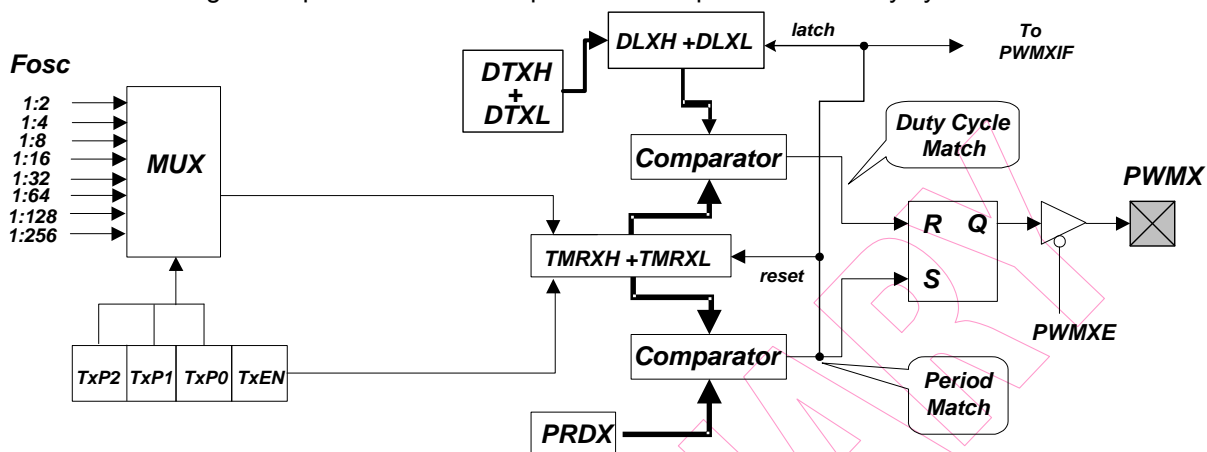 DLXH +DLXL
latch
To
PWMXIF
Fosc
DTXH
+
DTXL
1:2
1:4
1:8
1:16
1:32
1:64
1:128
1:256
MUX
Duty Cycle
Match
Comparator
PWMX
R
Q
S
TMRXH +TMRXL
reset
PWMXE
Comparator
TxP2
TxP1
TxP0
TxEN
Period
Match
PRDX